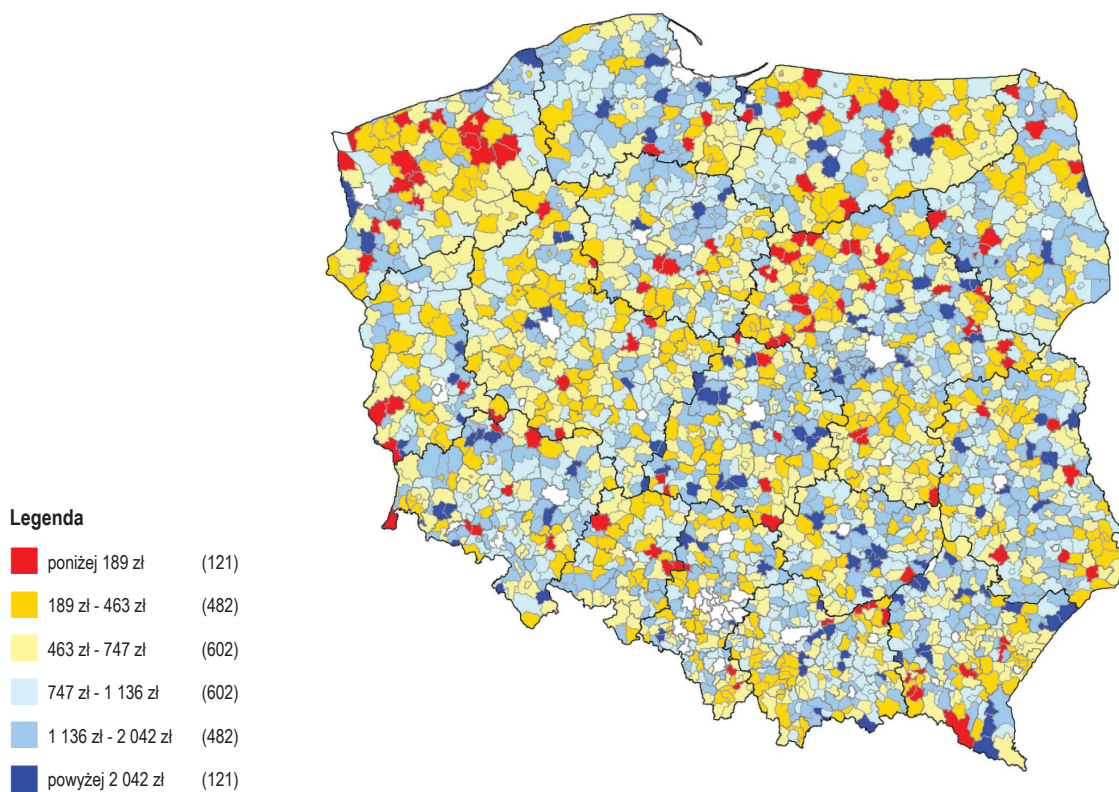 Legenda
poniżej 189 zł (121)
189 zł - 463 zł (482)
463 zł - 747 zł (602)
747 zł - 1 136 zł (602)
1 136 zł - 2 042 zł (482)
powyżej 2 042 zł (121)